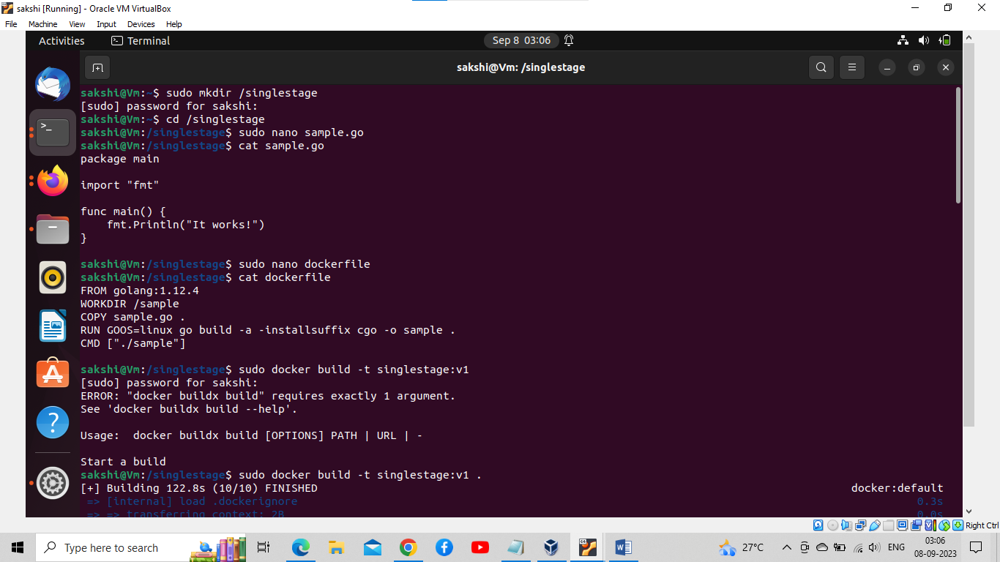 sakshi [Running] - Oracle VM VirtualBox
File Machine View Input Devices Help
Activities Terminal Sep 8 03:06
sakshi@Vm: /singlestage
sakshi@Vm:~$ sudo mkdir /singlestage
[sudo] password for sakshi:
sakshi@Vm:~$ cd /singlestage
sakshi@Vm:/singlestage$ sudo nano sample.go
sakshi@Vm:/singlestage$ cat sample.go
package main
import "fmt"
func main() {
    fmt.Println("It works!")
}
sakshi@Vm:/singlestage$ sudo nano dockerfile
sakshi@Vm:/singlestage$ cat dockerfile
FROM golang:1.12.4
WORKDIR /sample
COPY sample.go .
RUN GOOS=linux go build -a -installsuffix cgo -o sample .
CMD ["./sample"]
sakshi@Vm:/singlestage$ sudo docker build -t singlestage:v1
[sudo] password for sakshi:
ERROR: "docker buildx build" requires exactly 1 argument.
See 'docker buildx build --help'.
Usage:  docker buildx build [OPTIONS] PATH | URL | -
Start a build
sakshi@Vm:/singlestage$ sudo docker build -t singlestage:v1 .
[+] Building 122.8s (10/10) FINISHED docker:default
=> [internal] load .dockerignore 0.3s
=> => transferring context: 2B 0.0s
Right Ctrl
Type here to search 27°C ENG 03:06
08-09-2023